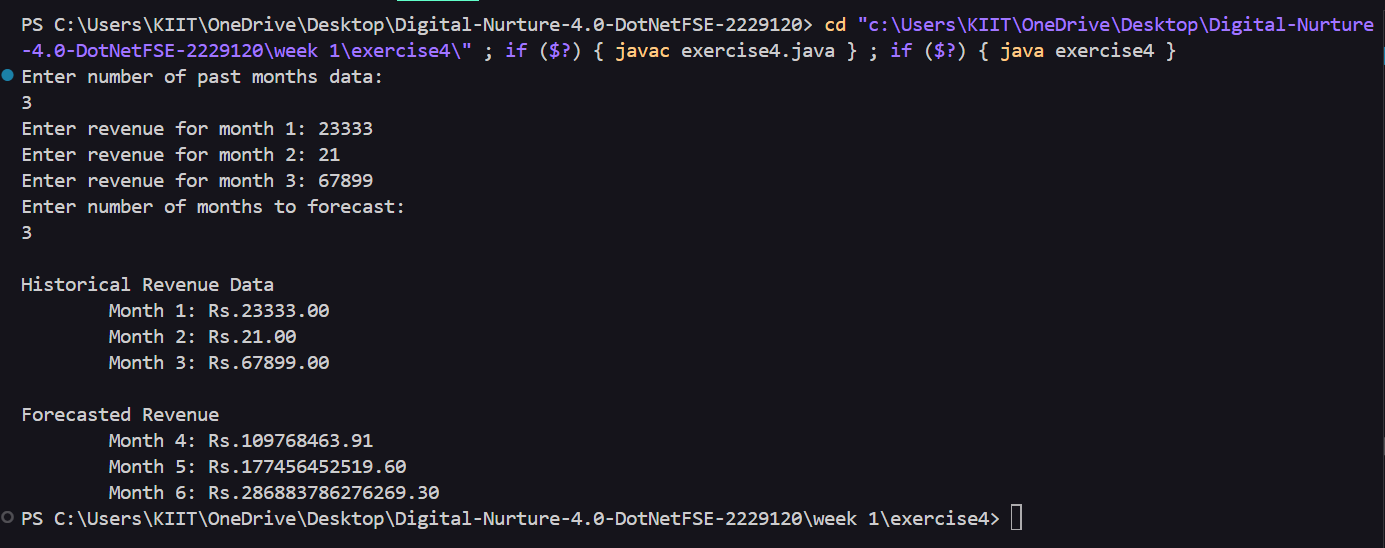 PS C:\Users\KIIT\OneDrive\Desktop\Digital-Nurture-4.0-DotNetFSE-2229120> cd "c:\Users\KIIT\OneDrive\Desktop\Digital-Nurture
-4.0-DotNetFSE-2229120\week 1\exercise4\" ; if ($?) { javac exercise4.java } ; if ($?) { java exercise4 }
Enter number of past months data:
3
Enter revenue for month 1: 23333
Enter revenue for month 2: 21
Enter revenue for month 3: 67899
Enter number of months to forecast:
3
Historical Revenue Data
Month 1: Rs.23333.00
Month 2: Rs.21.00
Month 3: Rs.67899.00
Forecasted Revenue
Month 4: Rs.109768463.91
Month 5: Rs.177456452519.60
Month 6: Rs.286883786276269.30
PS C:\Users\KIIT\OneDrive\Desktop\Digital-Nurture-4.0-DotNetFSE-2229120\week 1\exercise4>